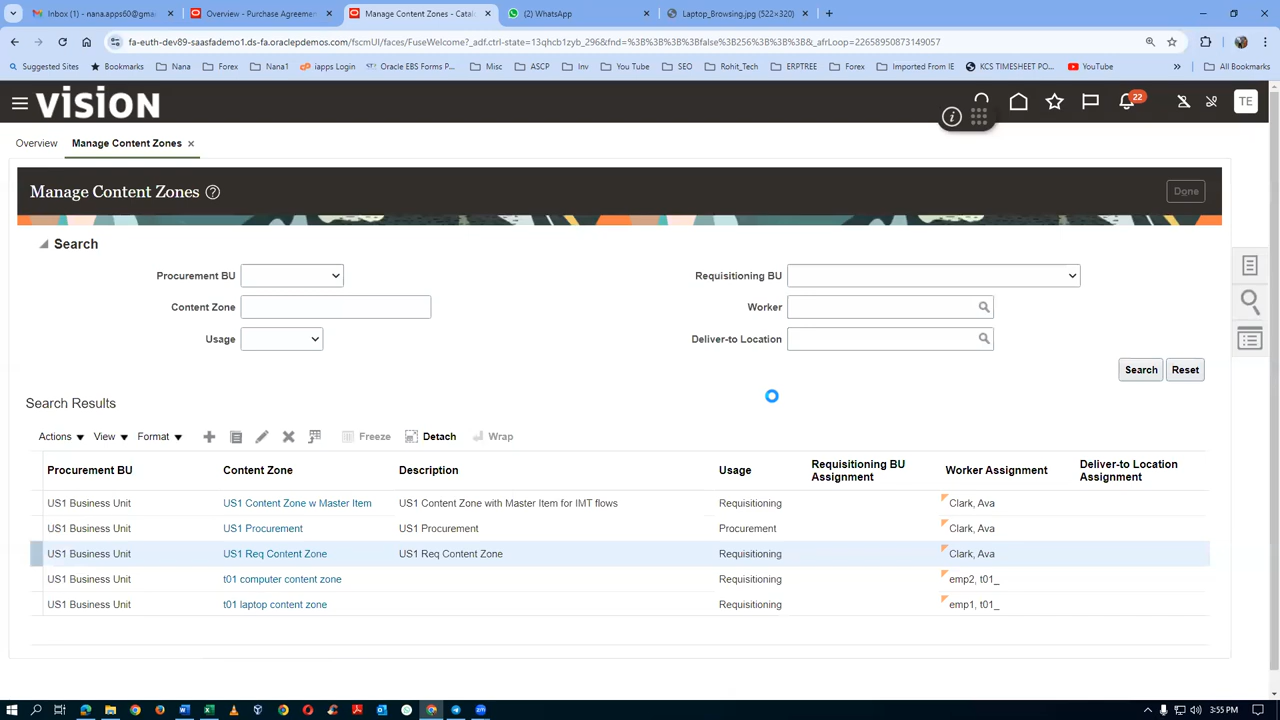 Inbox (1) - nana.apps60@gma
Overview - Purchase Agreemen
Manage Content Zones - Catal
(2) WhatsApp
Laptop_Browsing.jpg (522×320)
fa-euth-dev89-saasfademo1.ds-fa.oraclepdemos.com/fscmUI/faces/FuseWelcome?_adf.ctrl-state=13qhcb1zyb_296&fnd=%3B%3B%3B%3Bfalse%3B256%3B%3B%3B&_afrLoop=22658950873149057
Suggested Sites
Bookmarks
Nana
Forex
Nana1
iapps Login
Oracle EBS Forms P...
Misc
ASCP
Inv
You Tube
SEO
Rohit_Tech
ERPTREE
Forex
Imported From IE
KCS TIMESHEET PO...
YouTube
All Bookmarks
VISION
22
TE
Overview
Manage Content Zones
Manage Content Zones
Done
Search
Procurement BU
Requisitioning BU
Content Zone
Worker
Usage
Deliver-to Location
Search
Reset
Search Results
Actions
View
Format
Freeze
Detach
Wrap
Procurement BU Content Zone Description Usage Requisitioning BU Assignment Worker Assignment Deliver-to Location Assignment
US1 Business Unit US1 Content Zone w Master Item US1 Content Zone with Master Item for IMT flows Requisitioning Clark, Ava
US1 Business Unit US1 Procurement US1 Procurement Procurement Clark, Ava
US1 Business Unit US1 Req Content Zone US1 Req Content Zone Requisitioning Clark, Ava
US1 Business Unit t01 computer content zone Requisitioning emp2, t01_
US1 Business Unit t01 laptop content zone Requisitioning emp1, t01_
3:55 PM